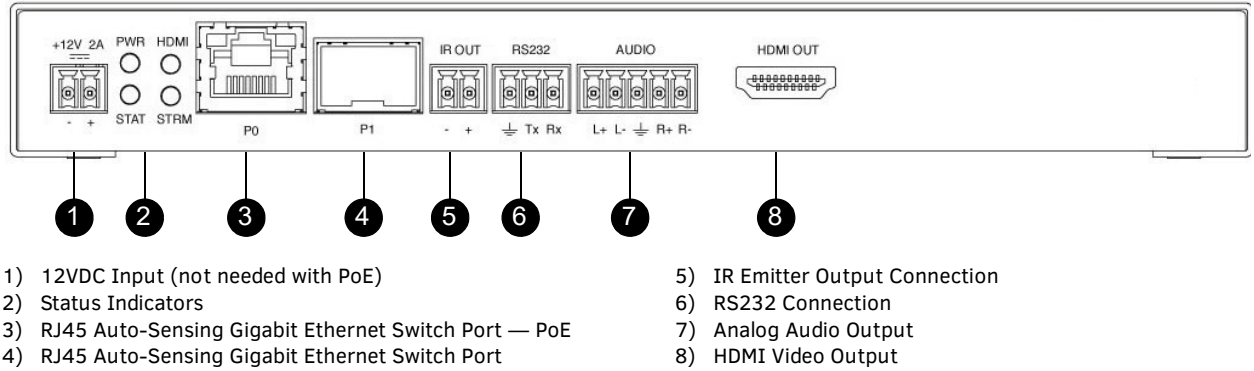 +12V 2A PWR HDMI IR OUT RS232 AUDIO HDMI OUT
- + STAT STRM P0 P1 - + Tx Rx L+ L- R+ R-
1 2 3 4 5 6 7 8
1) 12VDC Input (not needed with PoE)
2) Status Indicators
3) RJ45 Auto-Sensing Gigabit Ethernet Switch Port — PoE
4) RJ45 Auto-Sensing Gigabit Ethernet Switch Port
5) IR Emitter Output Connection
6) RS232 Connection
7) Analog Audio Output
8) HDMI Video Output